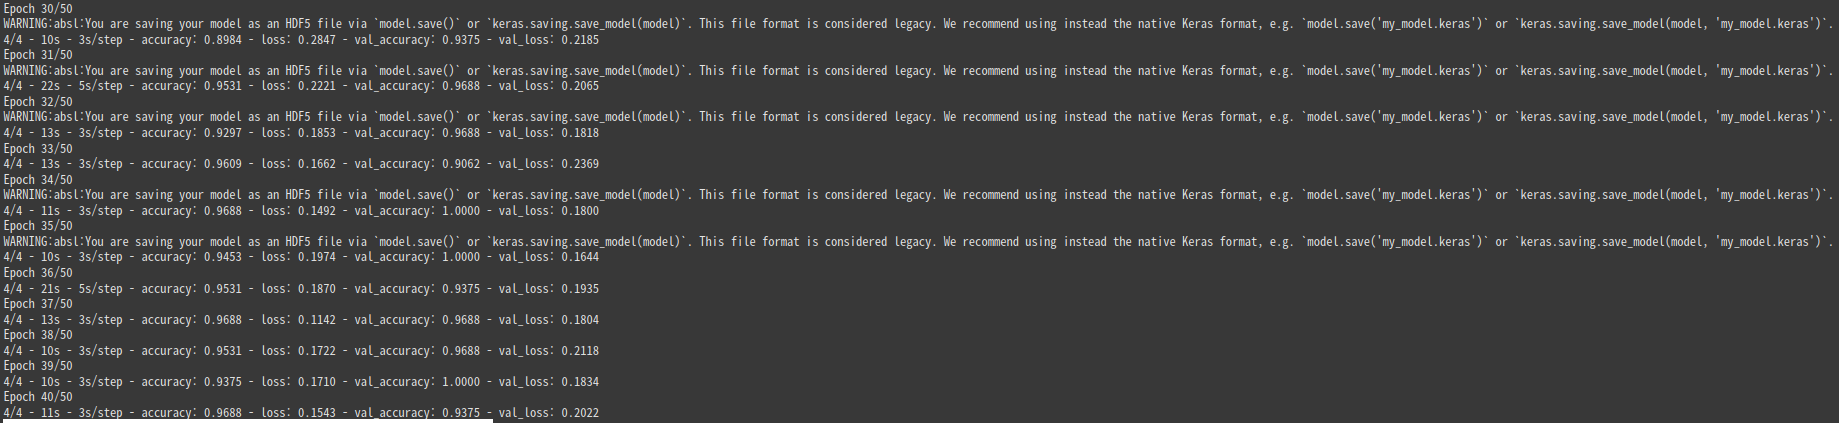 Epoch 30/50
WARNING:absl:You are saving your model as an HDF5 file via `model.save()` or `keras.saving.save_model(model)`. This file format is considered legacy. We recommend using instead the native Keras format, e.g. `model.save('my_model.keras')` or `keras.saving.save_model(model, 'my_model.keras')`.
4/4 - 10s - 3s/step - accuracy: 0.8984 - loss: 0.2847 - val_accuracy: 0.9375 - val_loss: 0.2185
Epoch 31/50
WARNING:absl:You are saving your model as an HDF5 file via `model.save()` or `keras.saving.save_model(model)`. This file format is considered legacy. We recommend using instead the native Keras format, e.g. `model.save('my_model.keras')` or `keras.saving.save_model(model, 'my_model.keras')`.
4/4 - 22s - 5s/step - accuracy: 0.9531 - loss: 0.2221 - val_accuracy: 0.9688 - val_loss: 0.2065
Epoch 32/50
WARNING:absl:You are saving your model as an HDF5 file via `model.save()` or `keras.saving.save_model(model)`. This file format is considered legacy. We recommend using instead the native Keras format, e.g. `model.save('my_model.keras')` or `keras.saving.save_model(model, 'my_model.keras')`.
4/4 - 13s - 3s/step - accuracy: 0.9297 - loss: 0.1853 - val_accuracy: 0.9688 - val_loss: 0.1818
Epoch 33/50
4/4 - 13s - 3s/step - accuracy: 0.9609 - loss: 0.1662 - val_accuracy: 0.9062 - val_loss: 0.2369
Epoch 34/50
WARNING:absl:You are saving your model as an HDF5 file via `model.save()` or `keras.saving.save_model(model)`. This file format is considered legacy. We recommend using instead the native Keras format, e.g. `model.save('my_model.keras')` or `keras.saving.save_model(model, 'my_model.keras')`.
4/4 - 11s - 3s/step - accuracy: 0.9688 - loss: 0.1492 - val_accuracy: 1.0000 - val_loss: 0.1800
Epoch 35/50
WARNING:absl:You are saving your model as an HDF5 file via `model.save()` or `keras.saving.save_model(model)`. This file format is considered legacy. We recommend using instead the native Keras format, e.g. `model.save('my_model.keras')` or `keras.saving.save_model(model, 'my_model.keras')`.
4/4 - 10s - 3s/step - accuracy: 0.9453 - loss: 0.1974 - val_accuracy: 1.0000 - val_loss: 0.1644
Epoch 36/50
4/4 - 21s - 5s/step - accuracy: 0.9531 - loss: 0.1870 - val_accuracy: 0.9375 - val_loss: 0.1935
Epoch 37/50
4/4 - 13s - 3s/step - accuracy: 0.9688 - loss: 0.1142 - val_accuracy: 0.9688 - val_loss: 0.1804
Epoch 38/50
4/4 - 10s - 3s/step - accuracy: 0.9531 - loss: 0.1722 - val_accuracy: 0.9688 - val_loss: 0.2118
Epoch 39/50
4/4 - 10s - 3s/step - accuracy: 0.9375 - loss: 0.1710 - val_accuracy: 1.0000 - val_loss: 0.1834
Epoch 40/50
4/4 - 11s - 3s/step - accuracy: 0.9688 - loss: 0.1543 - val_accuracy: 0.9375 - val_loss: 0.2022